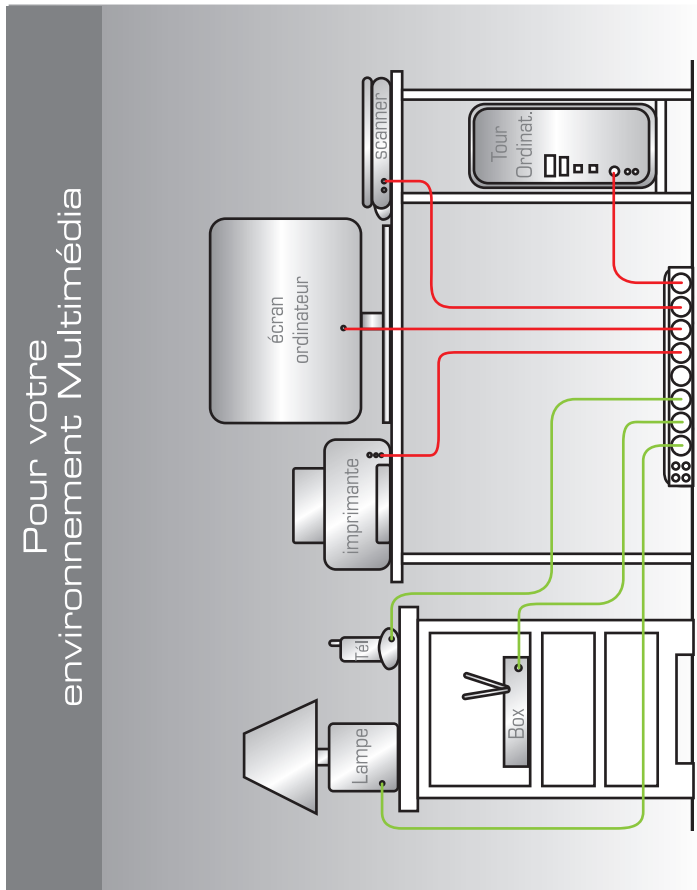 Pour votre
environnement Multimédia
Lampe
Tél
Box
imprimante
écran
ordinateur
scanner
Tour
Ordinat.